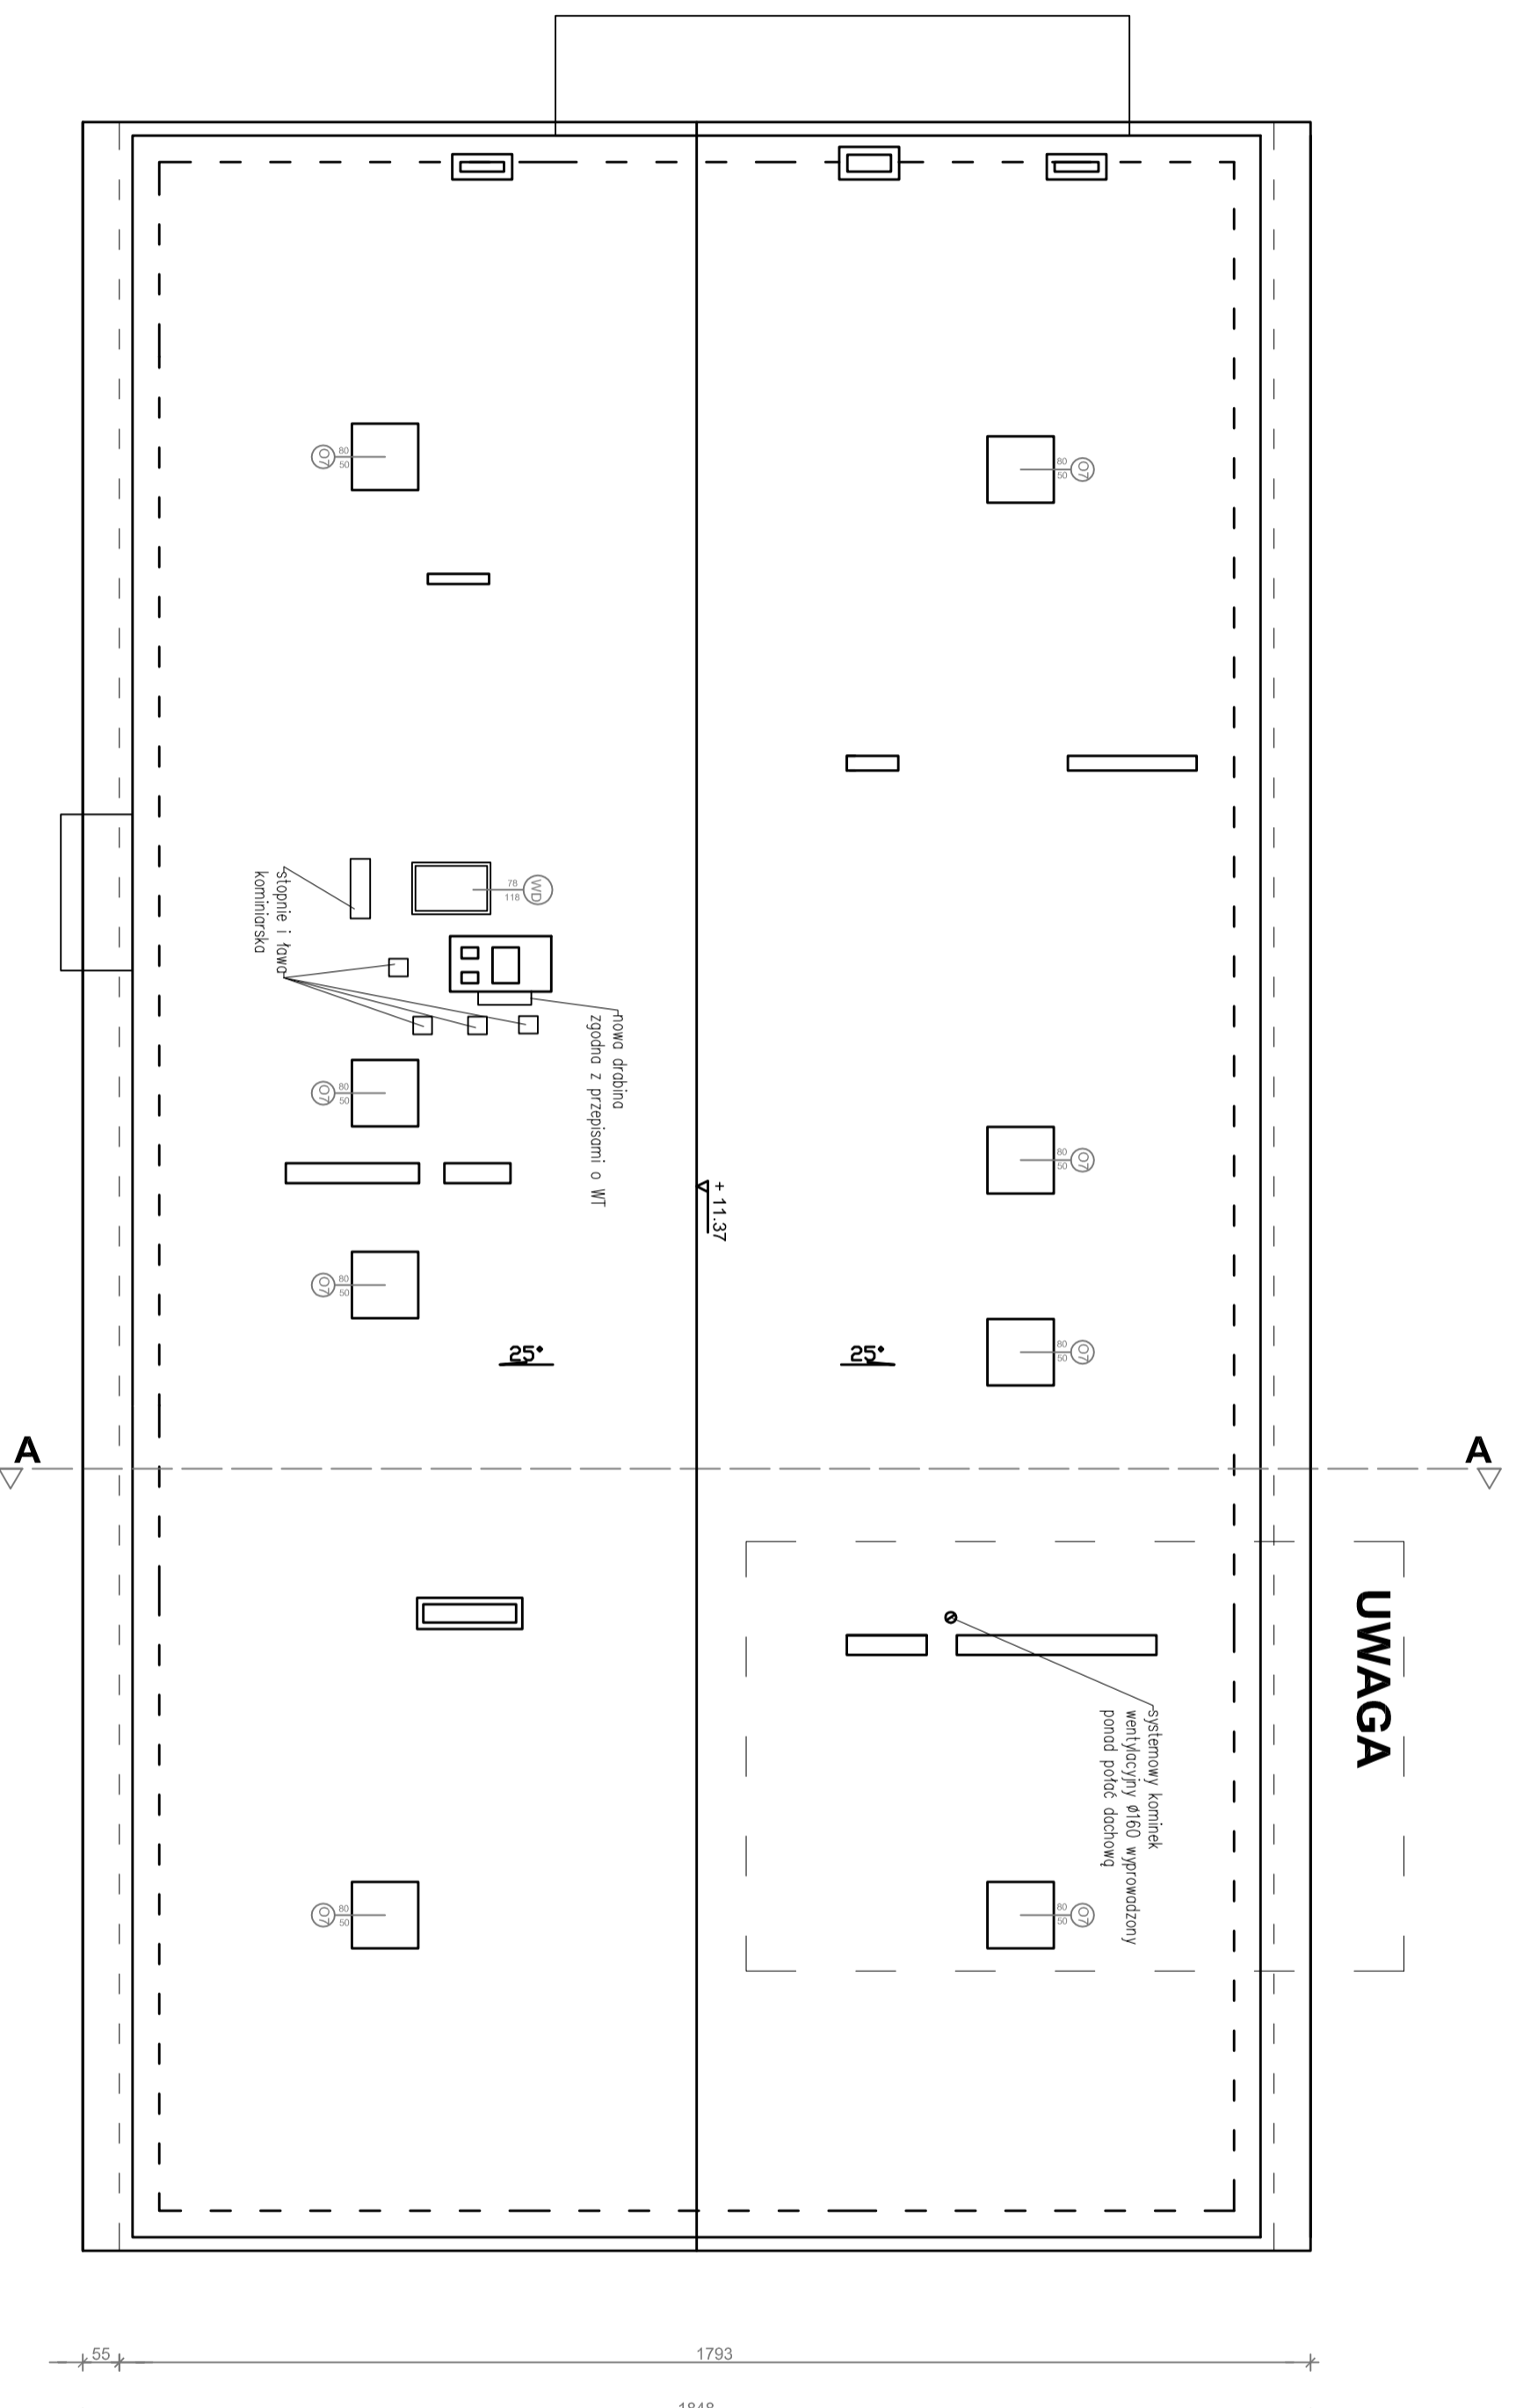 O7
80
50
O7
80
50
stopnie i ława
kominiarska
WD
78
118
nowa drabina
zgodna z przepisami o WT
O7
80
50
O7
80
50
+ 11.37
O7
80
50
O7
80
50
25°
25°
A
A
UWAGA
systemowy kominek
wentylacyjny ø160 wyprowadzony
ponad połać dachową
O7
80
50
O7
80
50
55
1793
1848